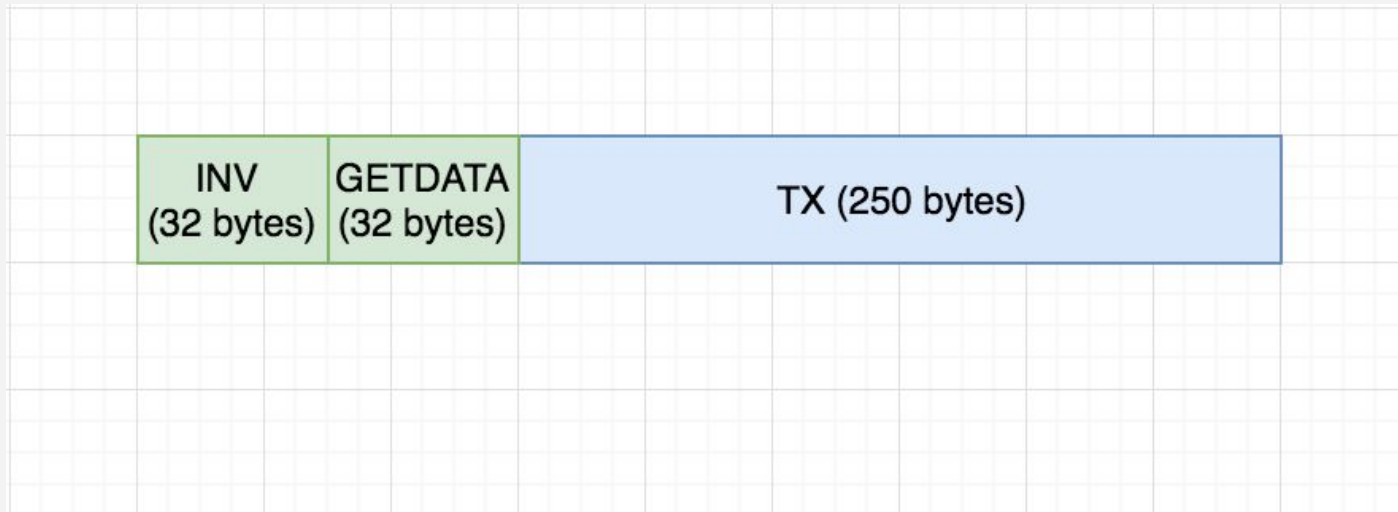 INV
(32 bytes)
GETDATA
(32 bytes)
TX (250 bytes)